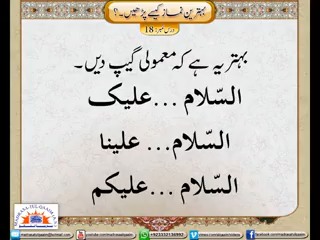 بہترین نماز کیسے پڑھیں۔؟
درس نمبر: 18
بہتر یہ ہے کہ معمولی گیپ دیں۔
السّلام ... علیک
السّلام ... علینا
السّلام ... علیکم